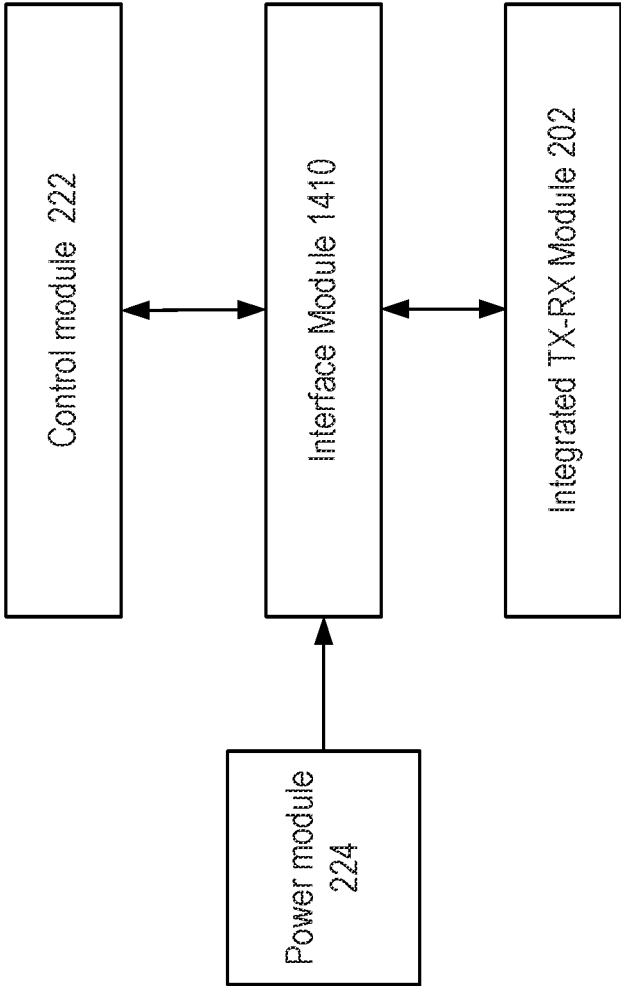 Control module 222
Interface Module 1410
Integrated TX-RX Module 202
Power module
224